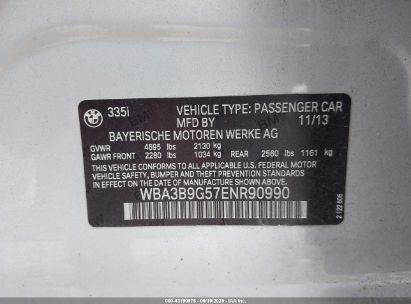 BMW
335i VEHICLE TYPE: PASSENGER CAR
MFD BY 11/13
BAYERISCHE MOTOREN WERKE AG
GVWR 4695 lbs 2130 kg
GAWR FRONT 2280 lbs 1034 kg REAR 2560 lbs 1161 kg
THIS VEHICLE CONFORMS TO ALL APPLICABLE U.S. FEDERAL MOTOR
VEHICLE SAFETY, BUMPER, AND THEFT PREVENTION STANDARDS IN
EFFECT ON THE DATE OF MANUFACTURE SHOWN ABOVE.
WBA3B9G57ENR90990